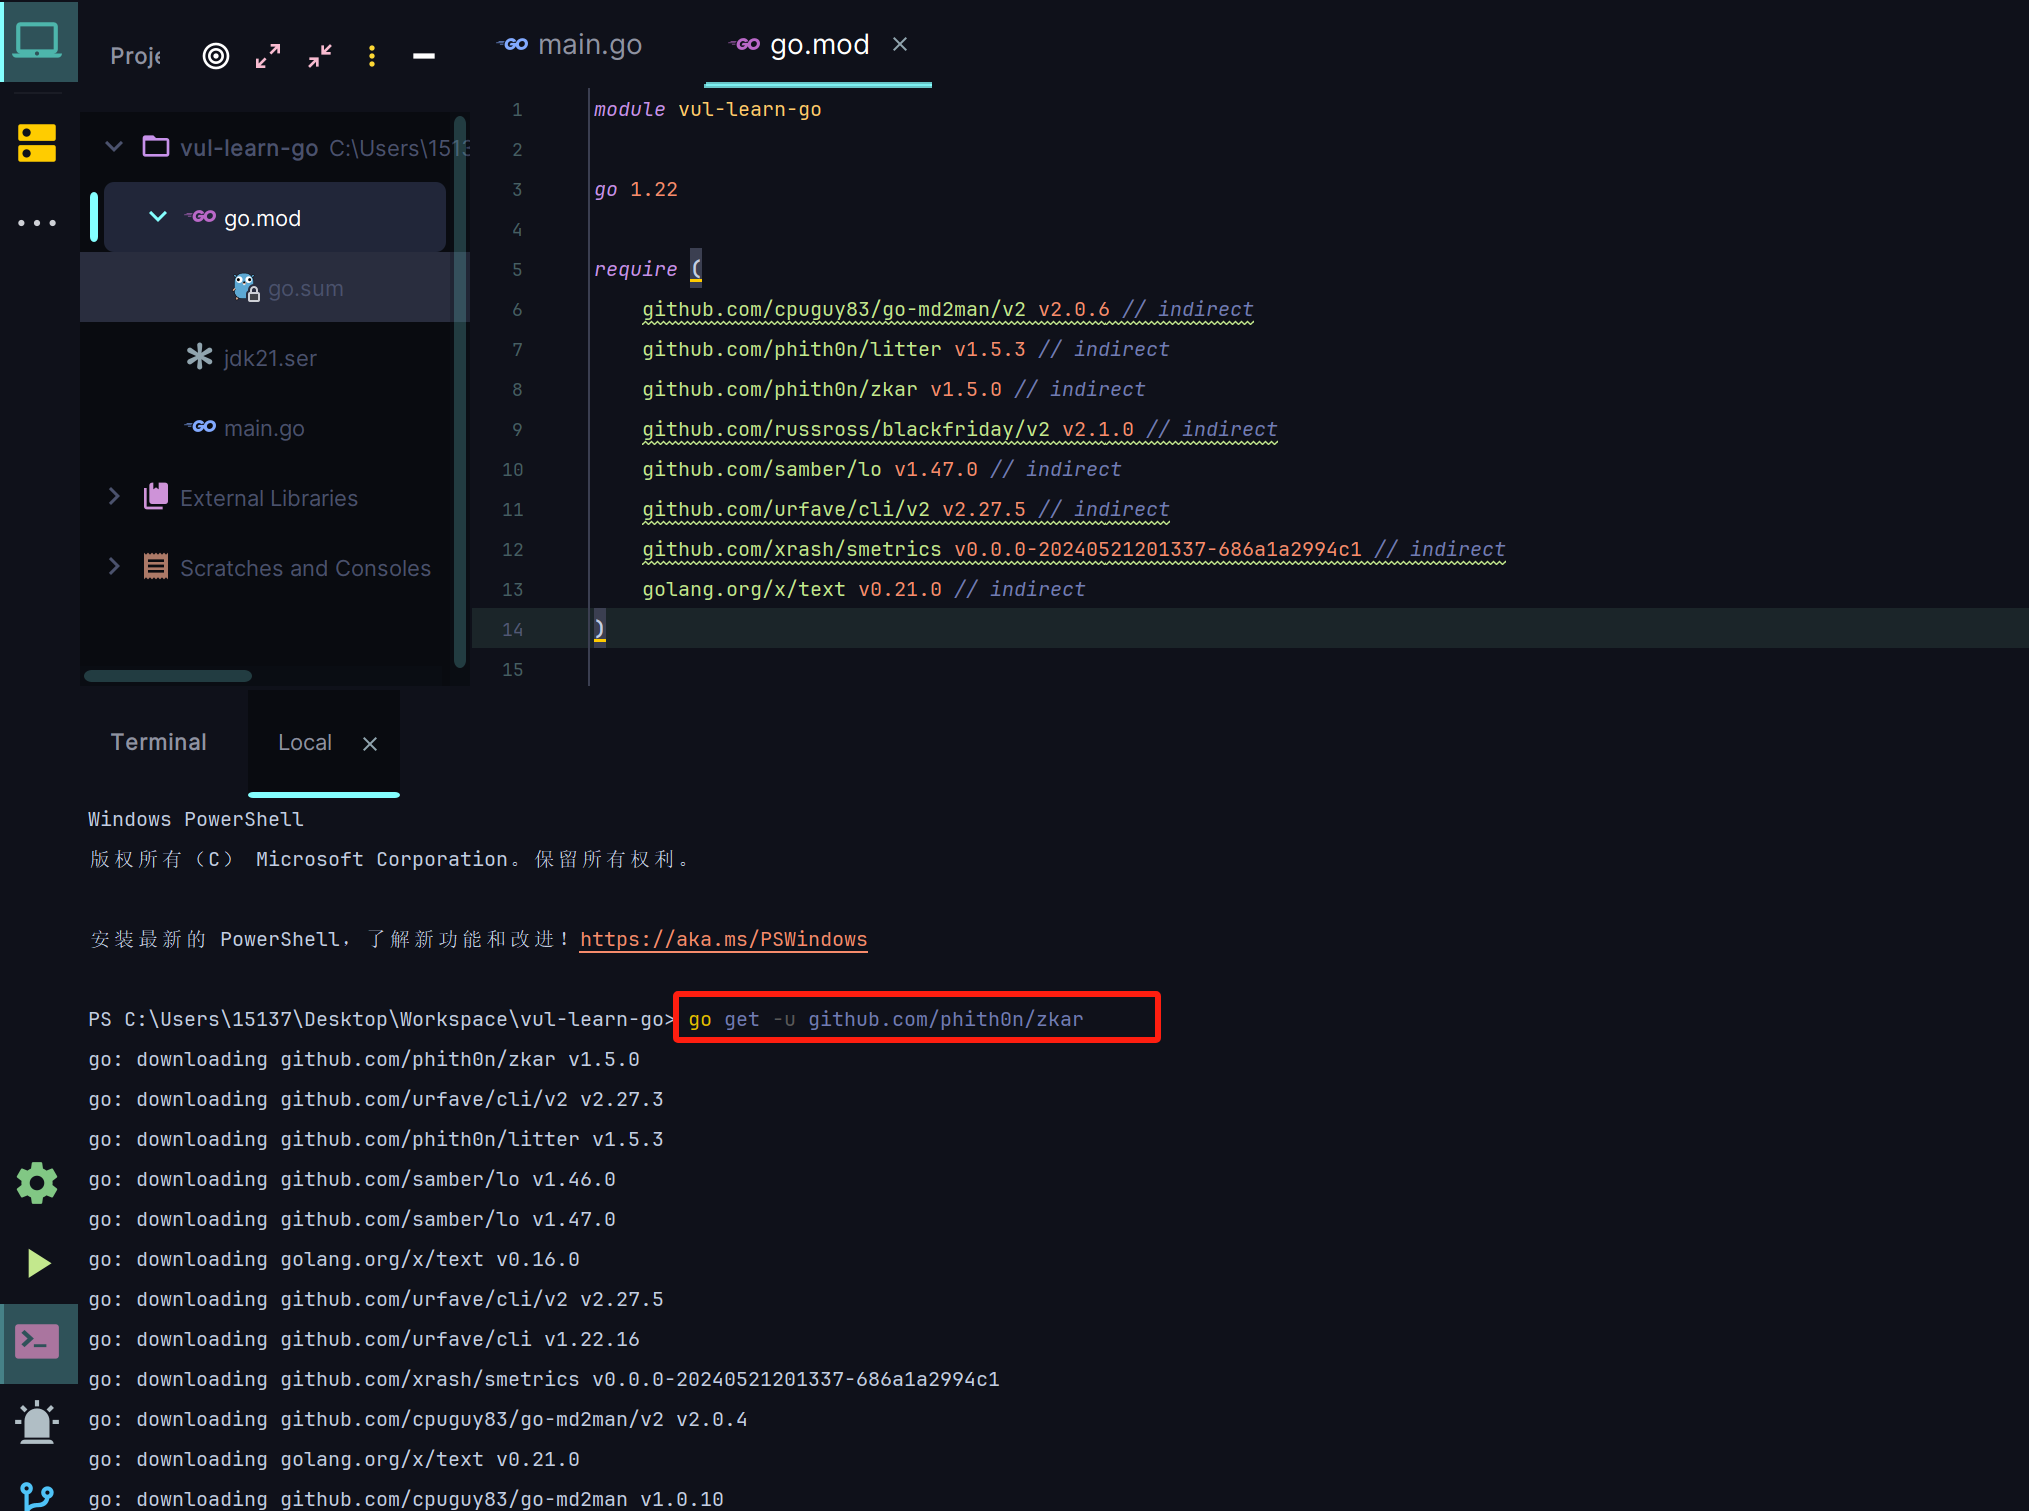 Proje
main.go
go.mod
vul-learn-go C:\Users\1513
go.mod
go.sum
jdk21.ser
main.go
External Libraries
Scratches and Consoles
1 module vul-learn-go
2
3 go 1.22
4
5 require (
6 github.com/cpuguy83/go-md2man/v2 v2.0.6 // indirect
7 github.com/phith0n/litter v1.5.3 // indirect
8 github.com/phith0n/zkar v1.5.0 // indirect
9 github.com/russross/blackfriday/v2 v2.1.0 // indirect
10 github.com/samber/lo v1.47.0 // indirect
11 github.com/urfave/cli/v2 v2.27.5 // indirect
12 github.com/xrash/smetrics v0.0.0-20240521201337-686a1a2994c1 // indirect
13 golang.org/x/text v0.21.0 // indirect
14 )
15
Terminal Local
Windows PowerShell
版权所有（C） Microsoft Corporation。保留所有权利。
安装最新的 PowerShell，了解新功能和改进！https://aka.ms/PSWindows
PS C:\Users\15137\Desktop\Workspace\vul-learn-go> go get -u github.com/phith0n/zkar
go: downloading github.com/phith0n/zkar v1.5.0
go: downloading github.com/urfave/cli/v2 v2.27.3
go: downloading github.com/phith0n/litter v1.5.3
go: downloading github.com/samber/lo v1.46.0
go: downloading github.com/samber/lo v1.47.0
go: downloading golang.org/x/text v0.16.0
go: downloading github.com/urfave/cli/v2 v2.27.5
go: downloading github.com/urfave/cli v1.22.16
go: downloading github.com/xrash/smetrics v0.0.0-20240521201337-686a1a2994c1
go: downloading github.com/cpuguy83/go-md2man/v2 v2.0.4
go: downloading golang.org/x/text v0.21.0
go: downloading github.com/cpuguy83/go-md2man v1.0.10